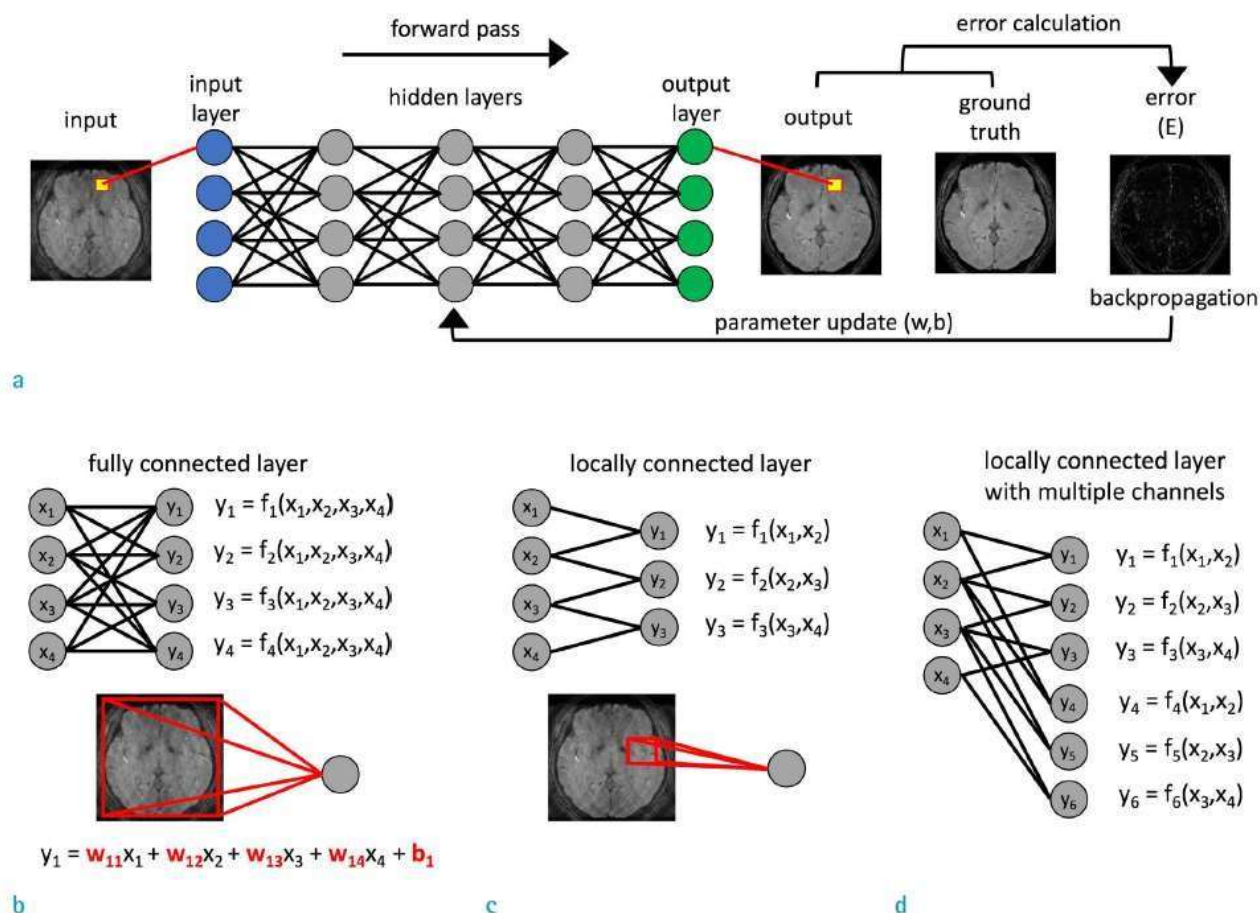 forward pass
error calculation
input
input
layer
hidden layers
output
layer
output
ground
truth
error
(E)
backpropagation
parameter update (w,b)
a
fully connected layer
x₁
x₂
x₃
x₄
y₁
y₂
y₃
y₄
y₁ = f₁(x₁,x₂,x₃,x₄)
y₂ = f₂(x₁,x₂,x₃,x₄)
y₃ = f₃(x₁,x₂,x₃,x₄)
y₄ = f₄(x₁,x₂,x₃,x₄)
y₁ = w₁₁x₁ + w₁₂x₂ + w₁₃x₃ + w₁₄x₄ + b₁
b
locally connected layer
x₁
x₂
x₃
x₄
y₁
y₂
y₃
y₁ = f₁(x₁,x₂)
y₂ = f₂(x₂,x₃)
y₃ = f₃(x₃,x₄)
c
locally connected layer
with multiple channels
x₁
x₂
x₃
x₄
y₁
y₂
y₃
y₄
y₅
y₆
y₁ = f₁(x₁,x₂)
y₂ = f₂(x₂,x₃)
y₃ = f₃(x₃,x₄)
y₄ = f₄(x₁,x₂)
y₅ = f₅(x₂,x₃)
y₆ = f₆(x₃,x₄)
d